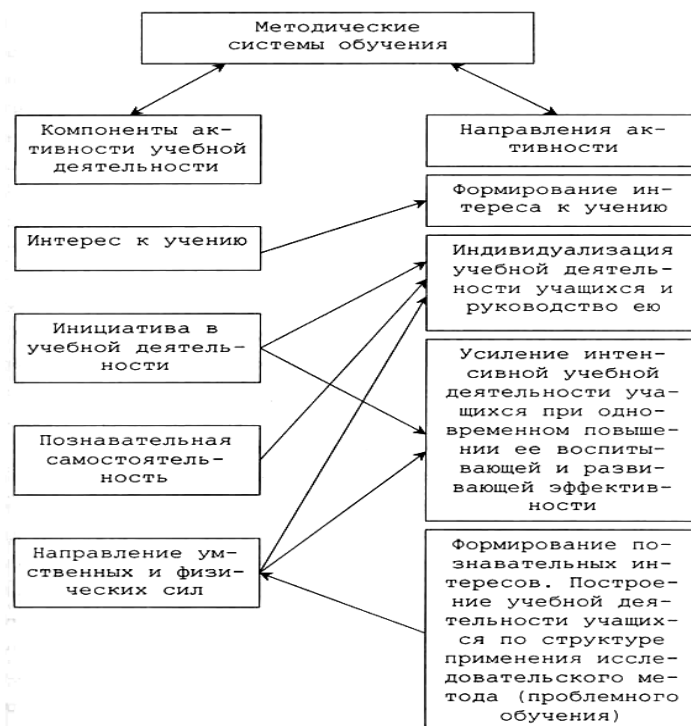 Методические
системы обучения
Компоненты ак-
тивности учебной
деятельности
Направления ак-
тивности
Формирование ин-
тереса к учению
Интерес к учению
Индивидуализация
учебной деятель-
ности учащихся и
руководство ею
Инициатива в
учебной деятель-
ности
Усиление интен-
сивной учебной
деятельности уча-
щихся при одно-
временном повыше-
нии ее воспиты-
вающей и разви-
вающей эффектив-
ности
Познавательная
самостоятель-
ность
Направление ум-
ственных и физи-
ческих сил
Формирование по-
знавательных ин-
тересов. Построе-
ние учебной дея-
тельности учащих-
ся по структуре
применения иссле-
довательского ме-
тода (проблемного
обучения)